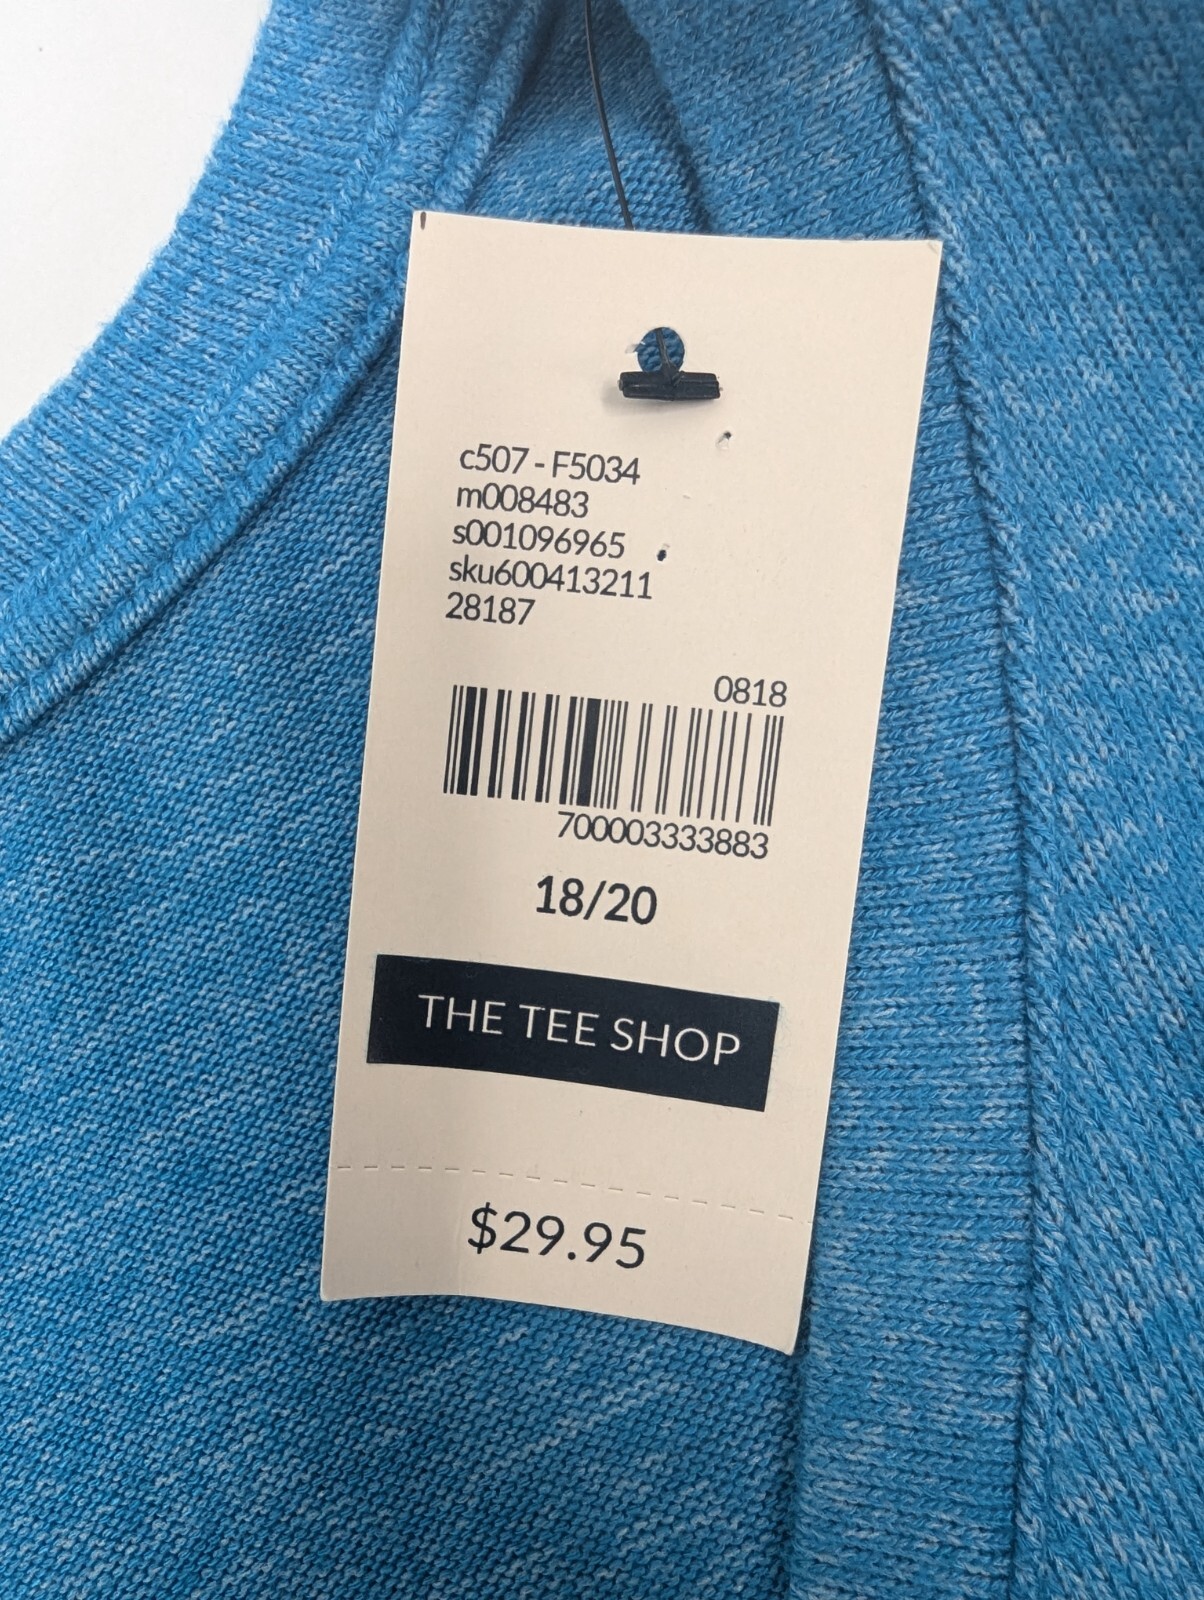 c507 - F5034
m008483
s001096965
sku600413211
28187
0818
700003333883
18/20
THE TEE SHOP
$29.95